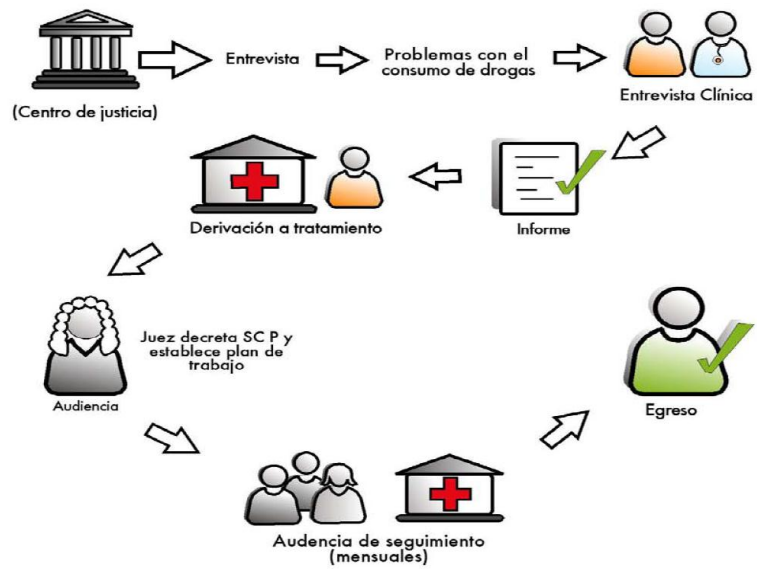 (Centro de justicia)
Entrevista
Problemas con el
consumo de drogas
Entrevista Clínica
Informe
Derivación a tratamiento
Audiencia
Juez decreta SC P y
establece plan de
trabajo
Audencia de seguimiento
(mensuales)
Egreso